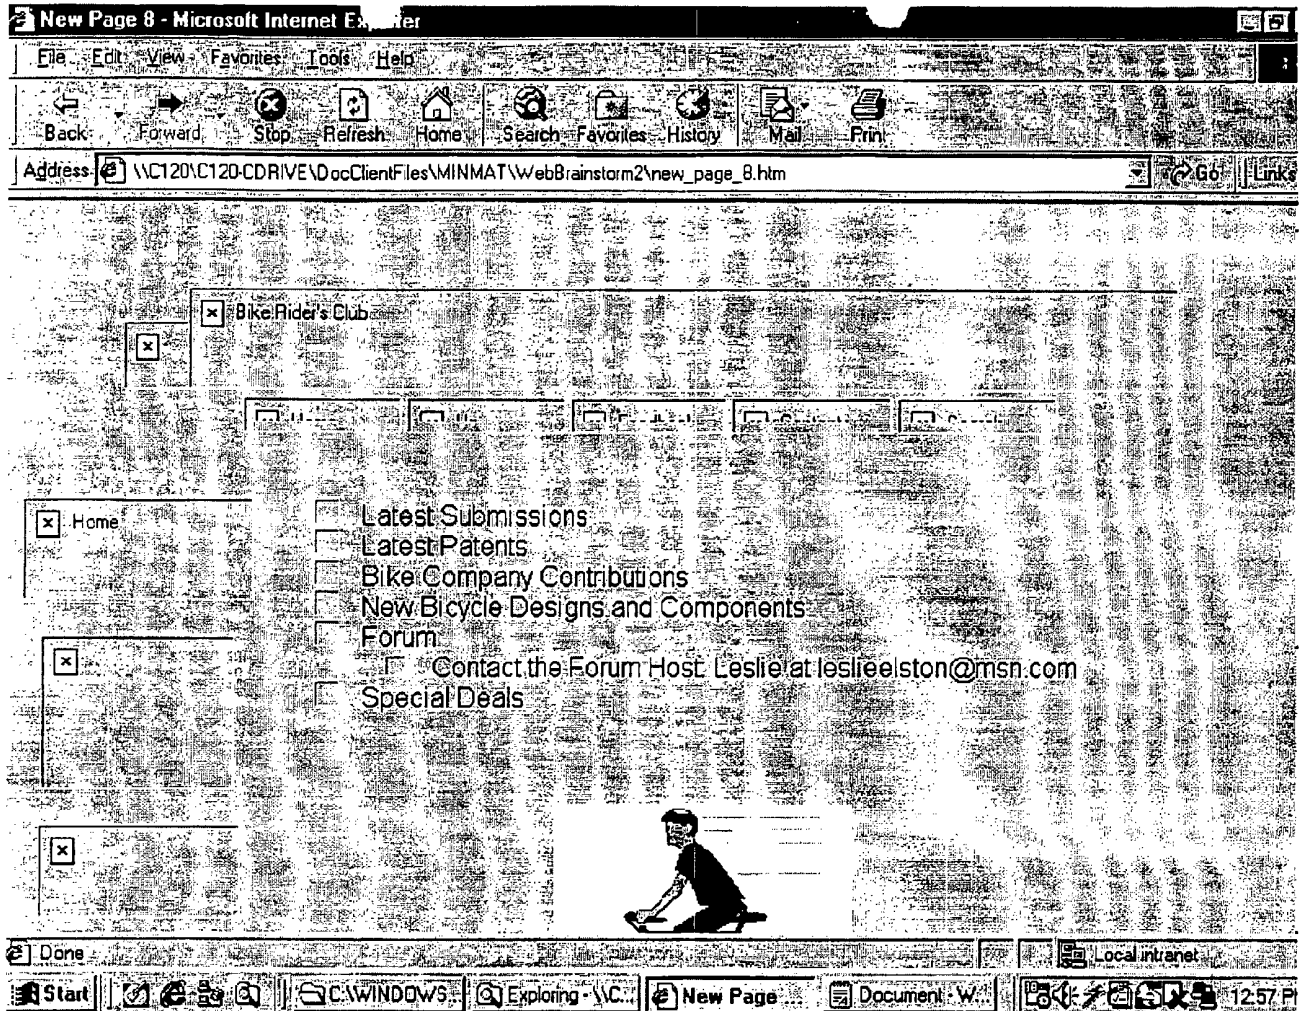 New Page 8 - Microsoft Internet
File Edit View Favorites Tools Help
Back Forward Stop Refresh Home Search Favorites History Mail Print
Address \\C120\C120-CDRIVE\DocClientFiles\MINMAT\WebBrainstorm2\new_page_8.htm Go Links
Bike Rider's Club
Home
Latest Submissions
Latest Patents
Bike Company Contributions
New Bicycle Designs and Components
Forum
Contact the Forum Host: Leslie at leslieelston@msn.com
Special Deals
Done Local intranet
Start C:\WINDOWS... Exploring - \\C... New Page ... Document - W... 12:57 P